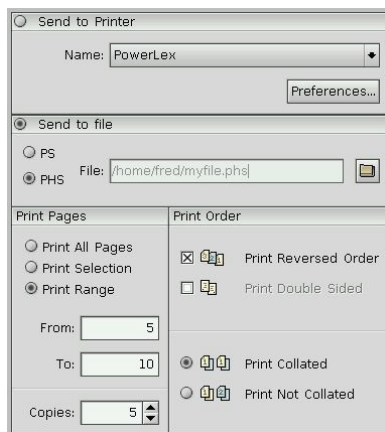 Send to Printer
Name: PowerLex
Preferences...
Send to file
PS
PHS
File: /home/fred/myfile.phs
Print Pages
Print All Pages
Print Selection
Print Range
From: 5
To: 10
Copies: 5
Print Order
Print Reversed Order
Print Double Sided
Print Collated
Print Not Collated